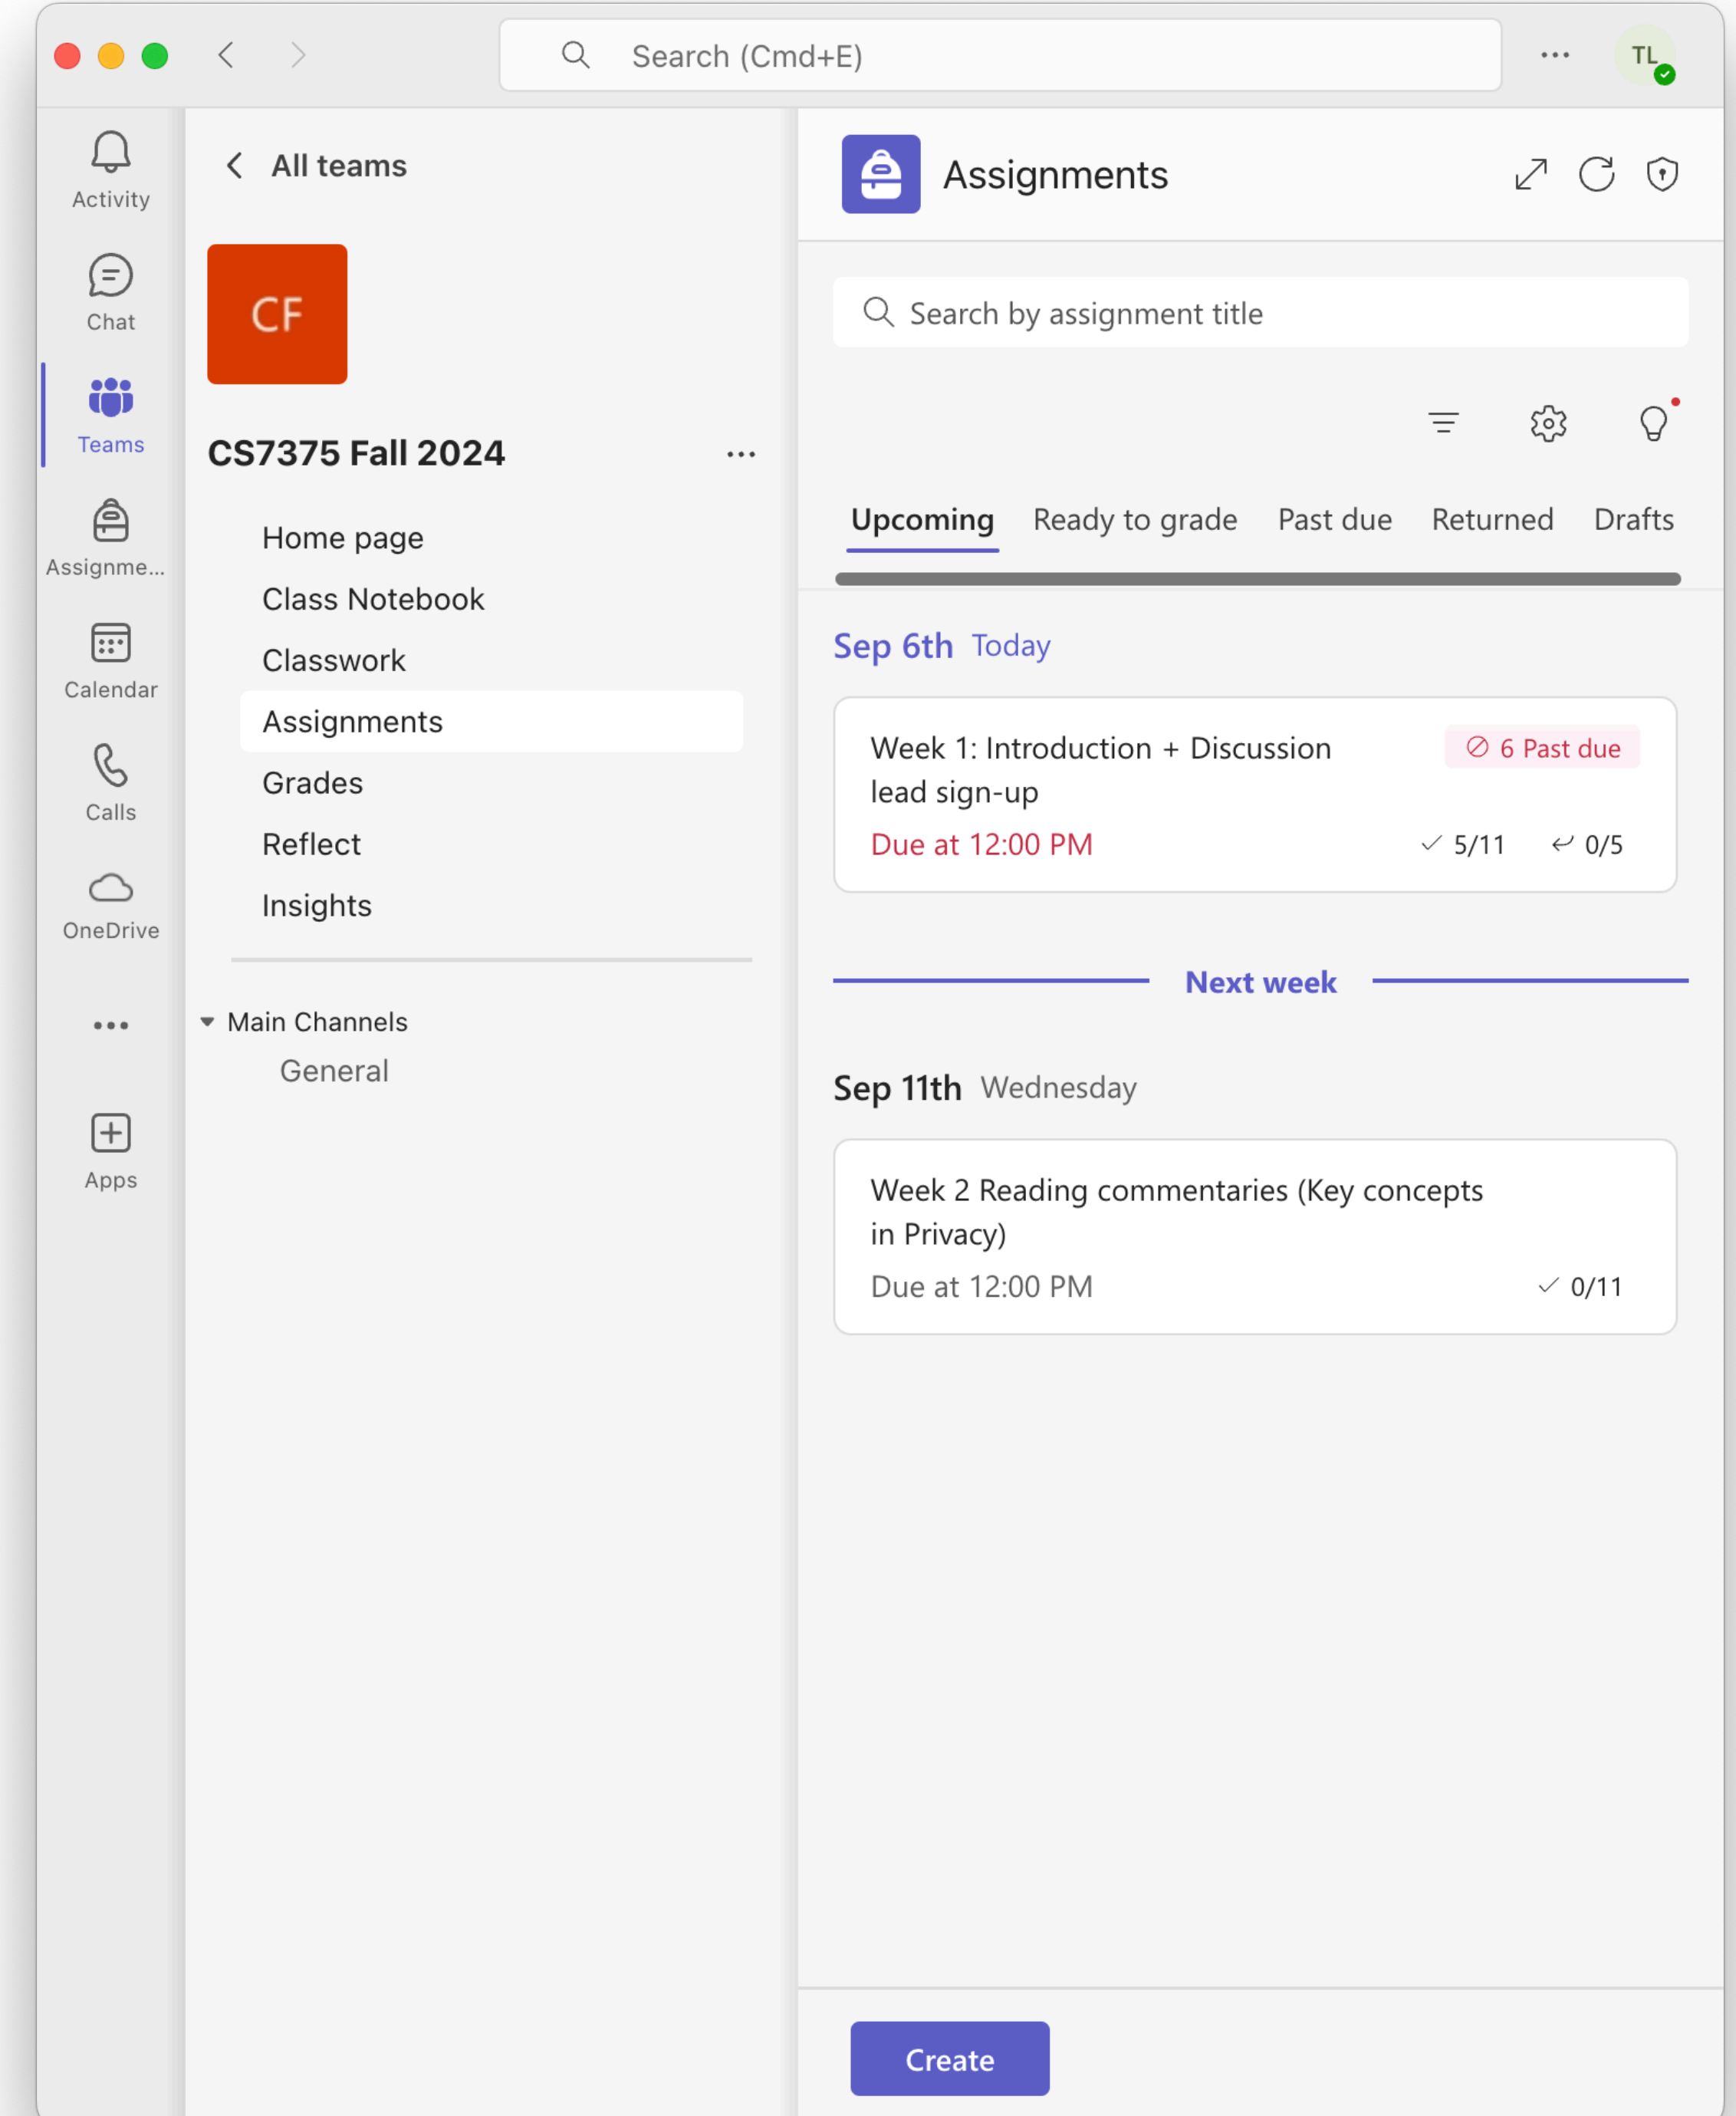 Search (Cmd+E)
TL
Activity
Chat
Teams
Assignme...
Calendar
Calls
OneDrive
Apps
All teams
CF
CS7375 Fall 2024
Home page
Class Notebook
Classwork
Assignments
Grades
Reflect
Insights
Main Channels
General
Assignments
Search by assignment title
Upcoming Ready to grade Past due Returned Drafts
Sep 6th Today
Week 1: Introduction + Discussion
lead sign-up
6 Past due
Due at 12:00 PM 5/11 0/5
Next week
Sep 11th Wednesday
Week 2 Reading commentaries (Key concepts
in Privacy)
Due at 12:00 PM 0/11
Create